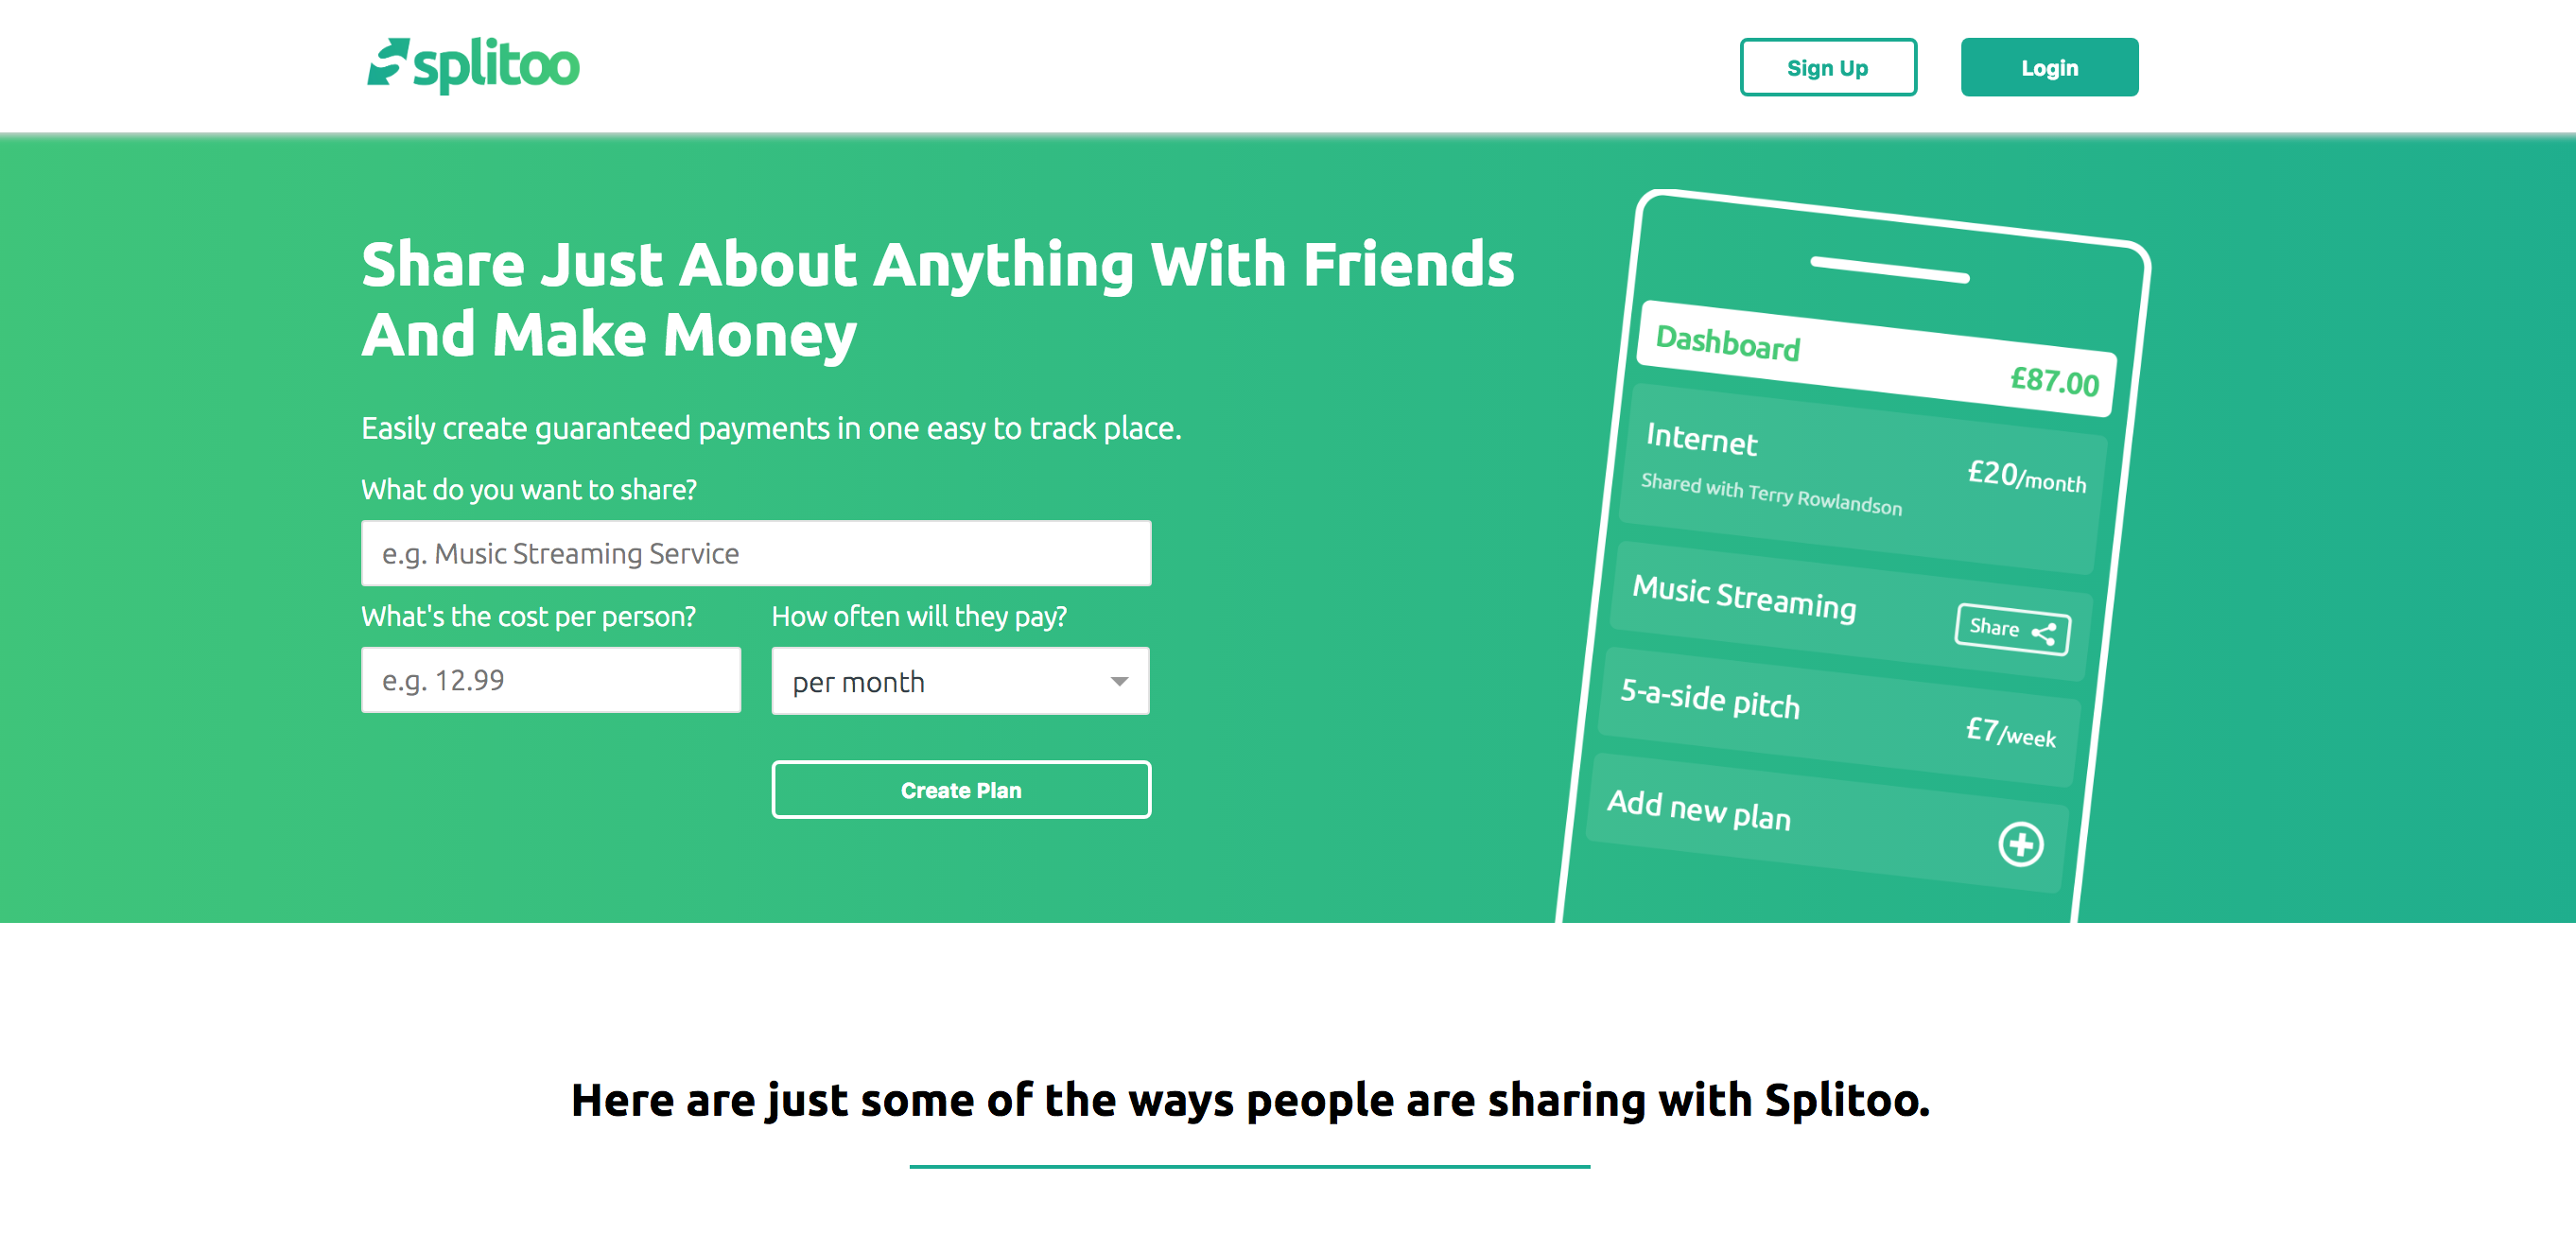 splitoo
Sign Up
Login
Share Just About Anything With Friends
And Make Money
Easily create guaranteed payments in one easy to track place.
What do you want to share?
e.g. Music Streaming Service
What's the cost per person?
How often will they pay?
e.g. 12.99
per month
Create Plan
Dashboard
£87.00
Internet
£20/month
Shared with Terry Rowlandson
Music Streaming
Share
5-a-side pitch
£7/week
Add new plan
Here are just some of the ways people are sharing with Splitoo.